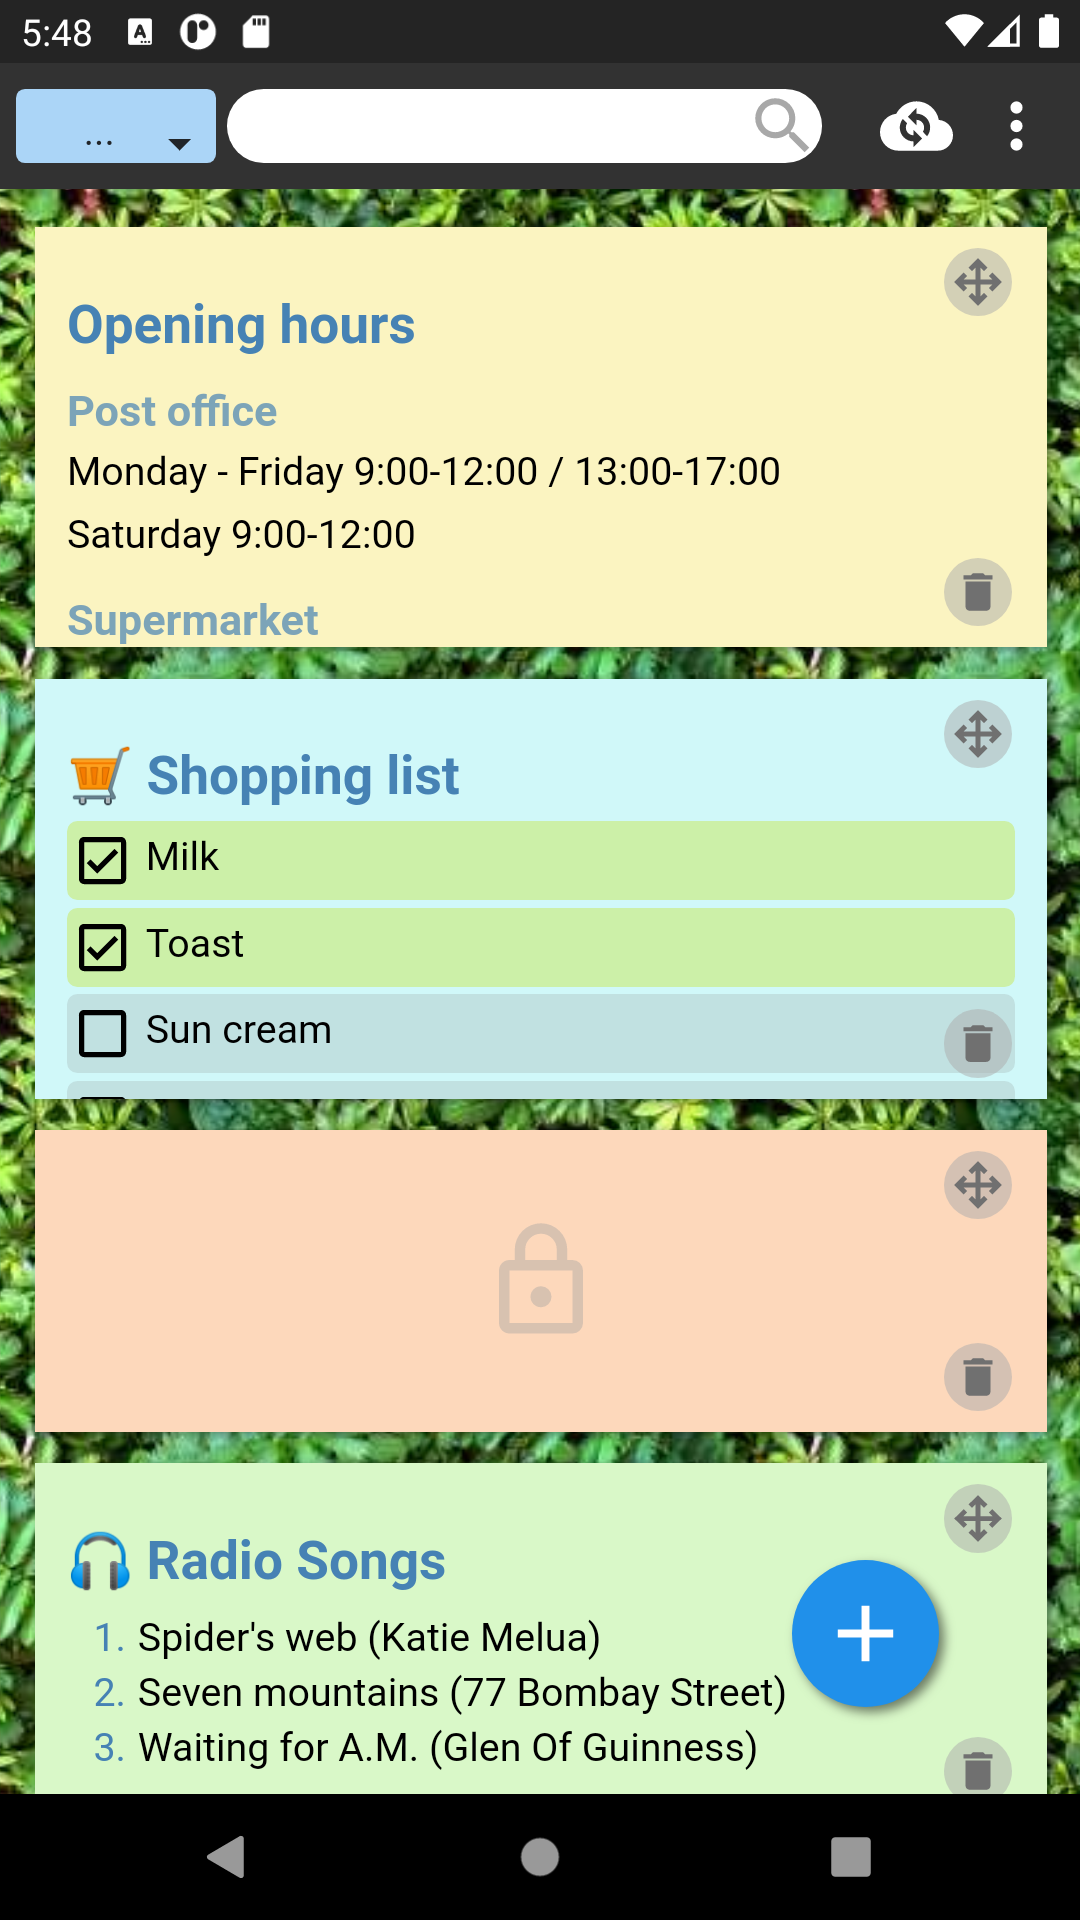 5:48
...
Opening hours
Post office
Monday - Friday 9:00-12:00 / 13:00-17:00
Saturday 9:00-12:00
Supermarket
Shopping list
Milk
Toast
Sun cream
Radio Songs
1. Spider's web (Katie Melua)
2. Seven mountains (77 Bombay Street)
3. Waiting for A.M. (Glen Of Guinness)